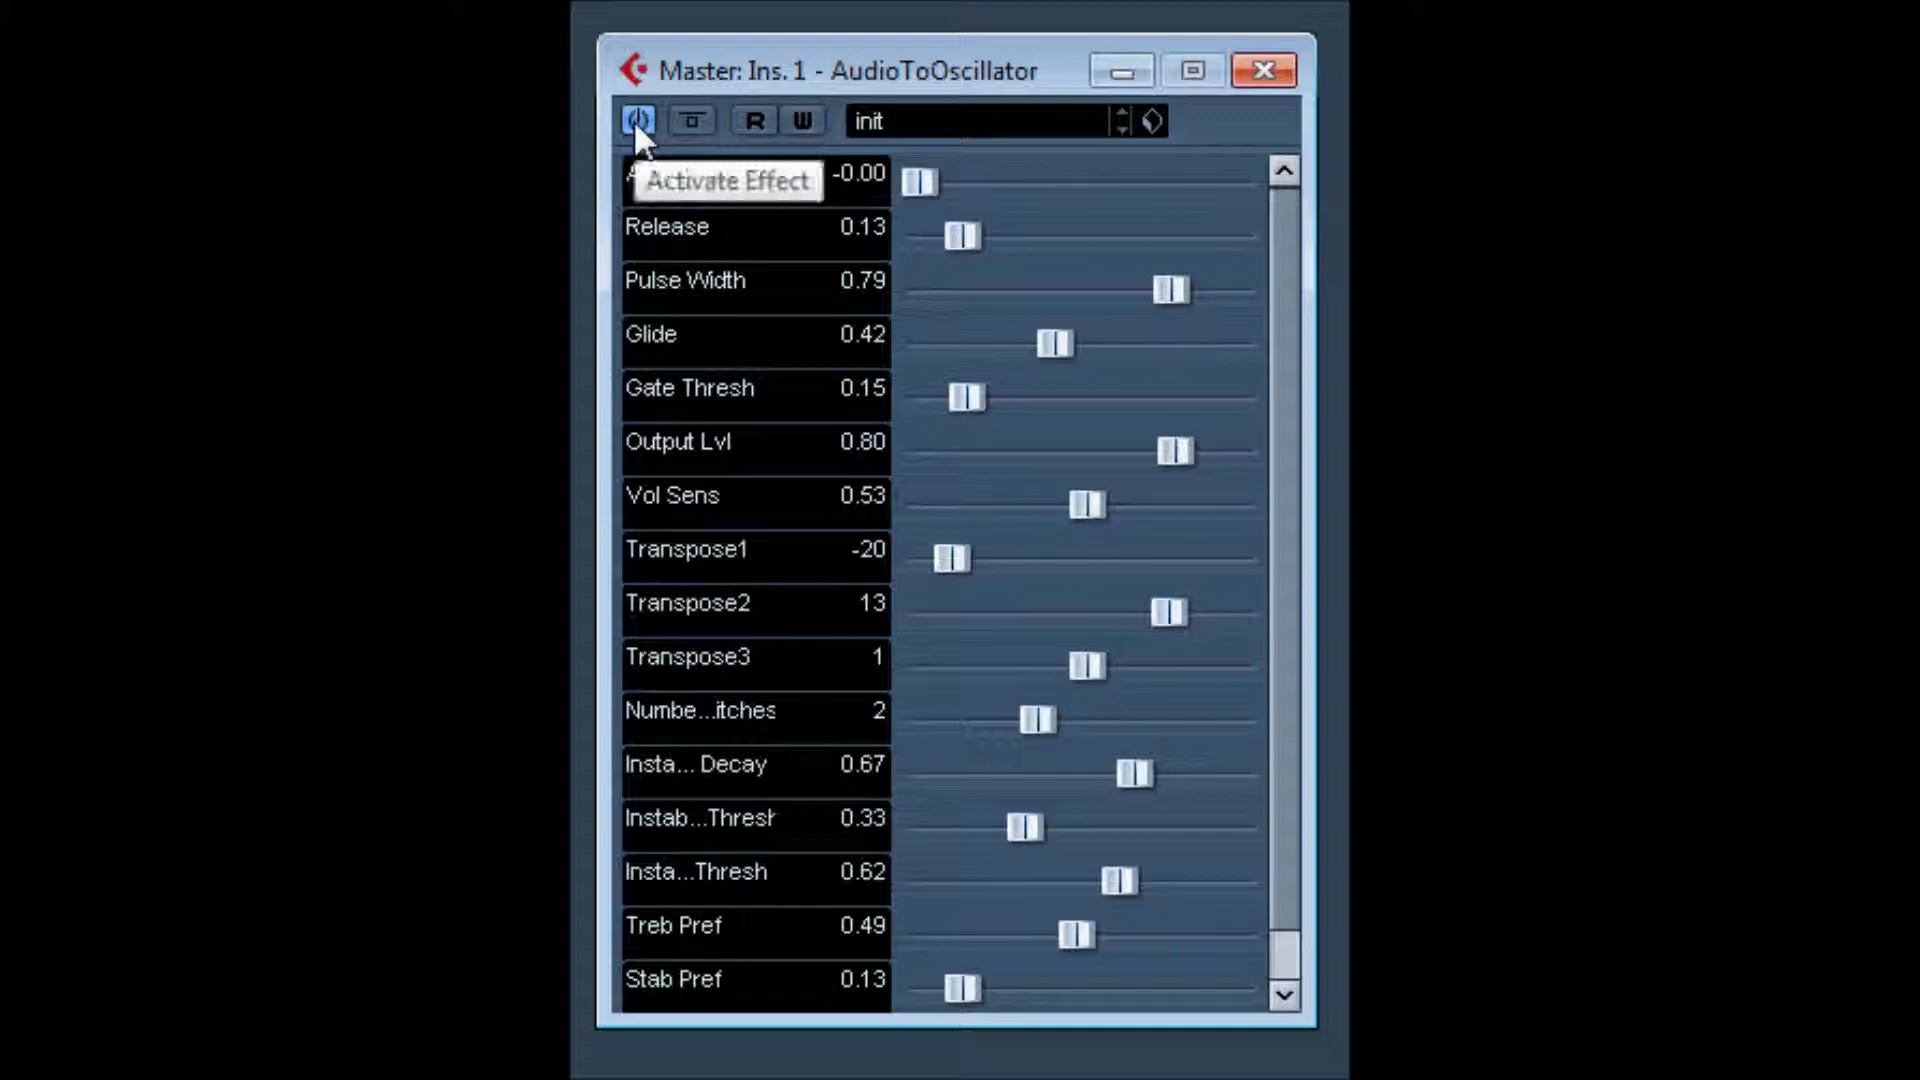 Master: Ins. 1 - AudioToOscillator
R W init
Activate Effect -0.00
Release 0.13
Pulse Width 0.79
Glide 0.42
Gate Thresh 0.15
Output Lvl 0.80
Vol Sens 0.53
Transpose1 -20
Transpose2 13
Transpose3 1
Numbe...itches 2
Insta... Decay 0.67
Instab...Thresh 0.33
Insta...Thresh 0.62
Treb Pref 0.49
Stab Pref 0.13